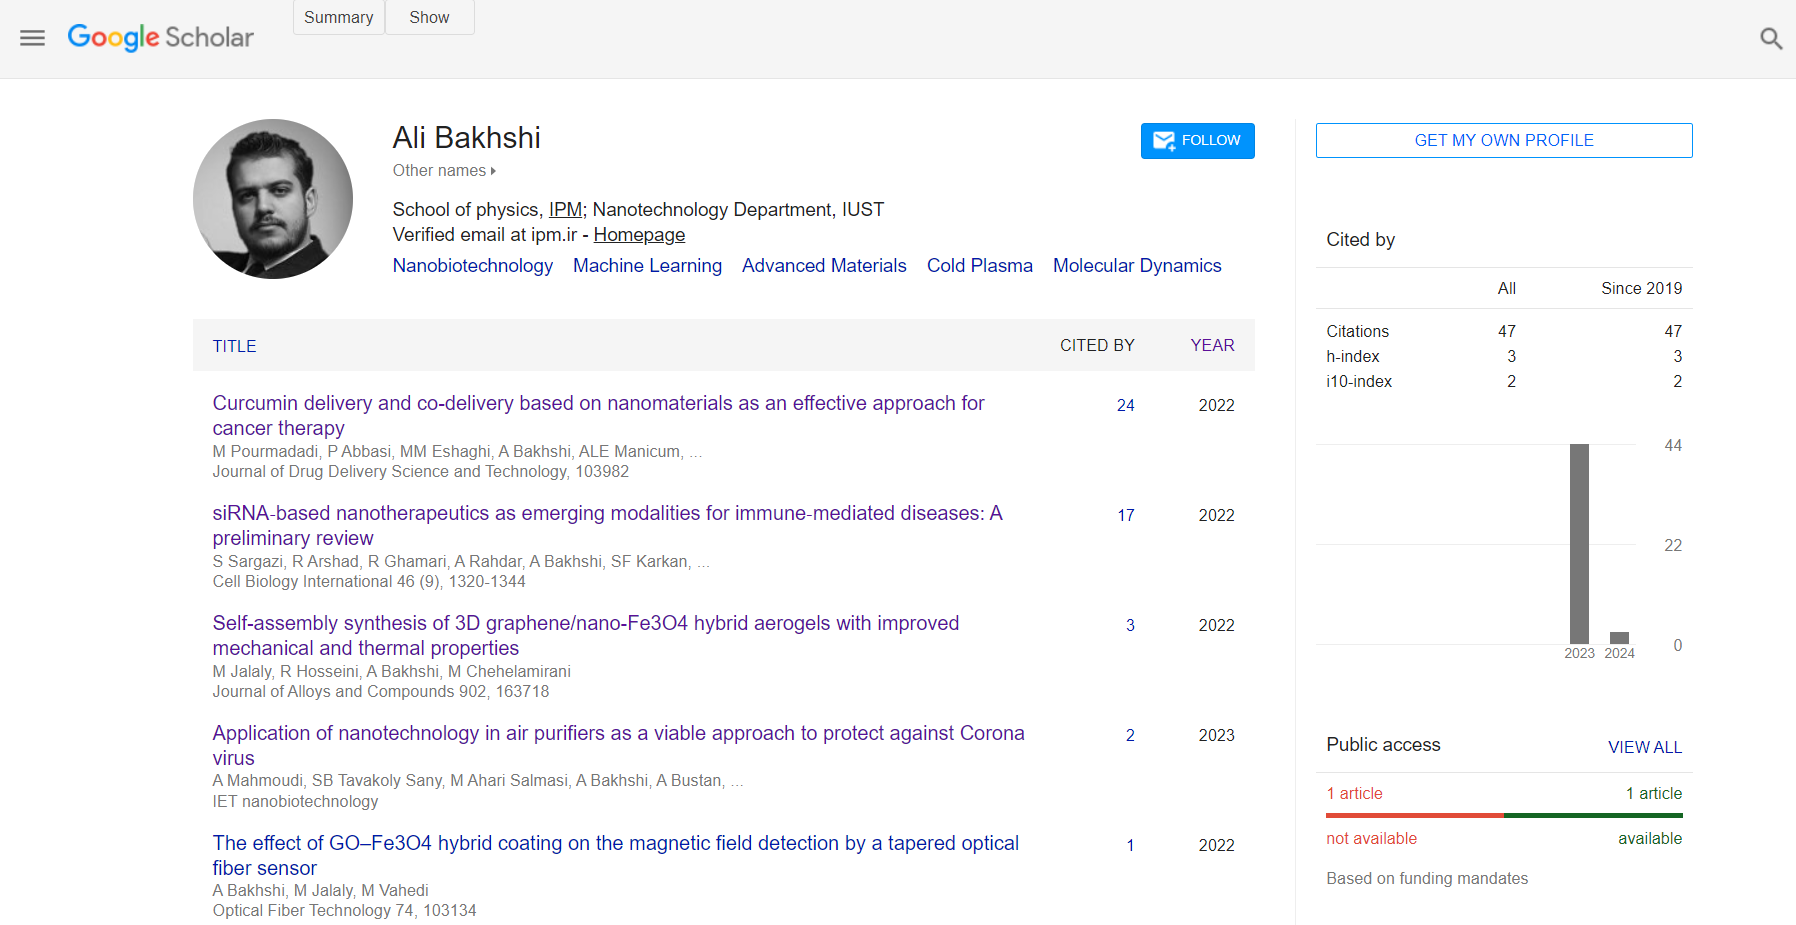 Summary
Show
Google Scholar
Ali Bakhshi
Other names
FOLLOW
School of physics, IPM; Nanotechnology Department, IUST
Verified email at ipm.ir - Homepage
Nanobiotechnology Machine Learning Advanced Materials Cold Plasma Molecular Dynamics
TITLE CITED BY YEAR
Curcumin delivery and co-delivery based on nanomaterials as an effective approach for 24 2022
cancer therapy
M Pourmadadi, P Abbasi, MM Eshaghi, A Bakhshi, ALE Manicum, ...
Journal of Drug Delivery Science and Technology, 103982
siRNA-based nanotherapeutics as emerging modalities for immune-mediated diseases: A 17 2022
preliminary review
S Sargazi, R Arshad, R Ghamari, A Rahdar, A Bakhshi, SF Karkan, ...
Cell Biology International 46 (9), 1320-1344
Self-assembly synthesis of 3D graphene/nano-Fe3O4 hybrid aerogels with improved 3 2022
mechanical and thermal properties
M Jalaly, R Hosseini, A Bakhshi, M Chehelamirani
Journal of Alloys and Compounds 902, 163718
Application of nanotechnology in air purifiers as a viable approach to protect against Corona 2 2023
virus
A Mahmoudi, SB Tavakoly Sany, M Ahari Salmasi, A Bakhshi, A Bustan, ...
IET nanobiotechnology
The effect of GO–Fe3O4 hybrid coating on the magnetic field detection by a tapered optical 1 2022
fiber sensor
A Bakhshi, M Jalaly, M Vahedi
Optical Fiber Technology 74, 103134
GET MY OWN PROFILE
Cited by
All Since 2019
Citations 47 47
h-index 3 3
i10-index 2 2
44
22
0
2023 2024
Public access VIEW ALL
1 article 1 article
not available available
Based on funding mandates